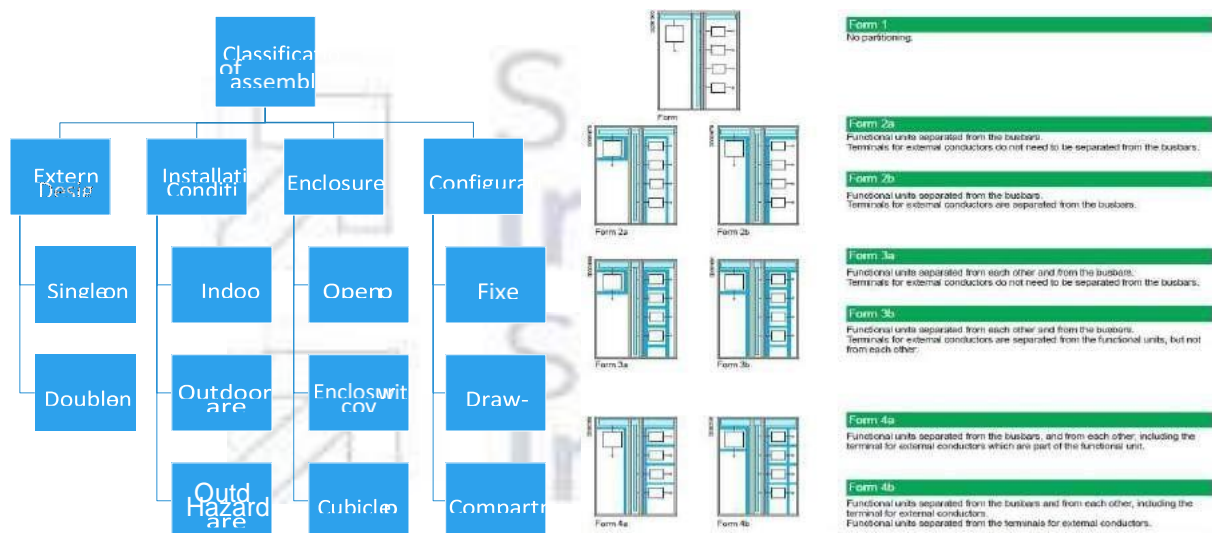 Classificat
of
assembl
Extern
Desig
Installati
Conditi
Enclosure
Configura
Single on
Indoo
Open p
Fixe
Double on
Outdoor
are
Enclosur wit
cov
Draw-
Outd
Hazard
are
Cubicle p
Compartr
Form
Form 2a
Form 2b
Form 3a
Form 3b
Form 4a
Form 4b
Form 1
No partitioning.
Form 2a
Functional units separated from the busbars.
Terminals for external conductors do not need to be separated from the busbars.
Form 2b
Functional units separated from the busbars.
Terminals for external conductors are separated from the busbars.
Form 3a
Functional units separated from each other and from the busbars.
Terminals for external conductors do not need to be separated from the busbars.
Form 3b
Functional units separated from each other and from the busbars.
Terminals for external conductors are separated from the functional units, but not
from each other.
Form 4a
Functional units separated from the busbars, and from each other, including the
terminal for external conductors which are part of the functional unit.
Form 4b
Functional units separated from the busbars and from each other, including the
terminal for external conductors.
Functional units separated from the terminals for external conductors.